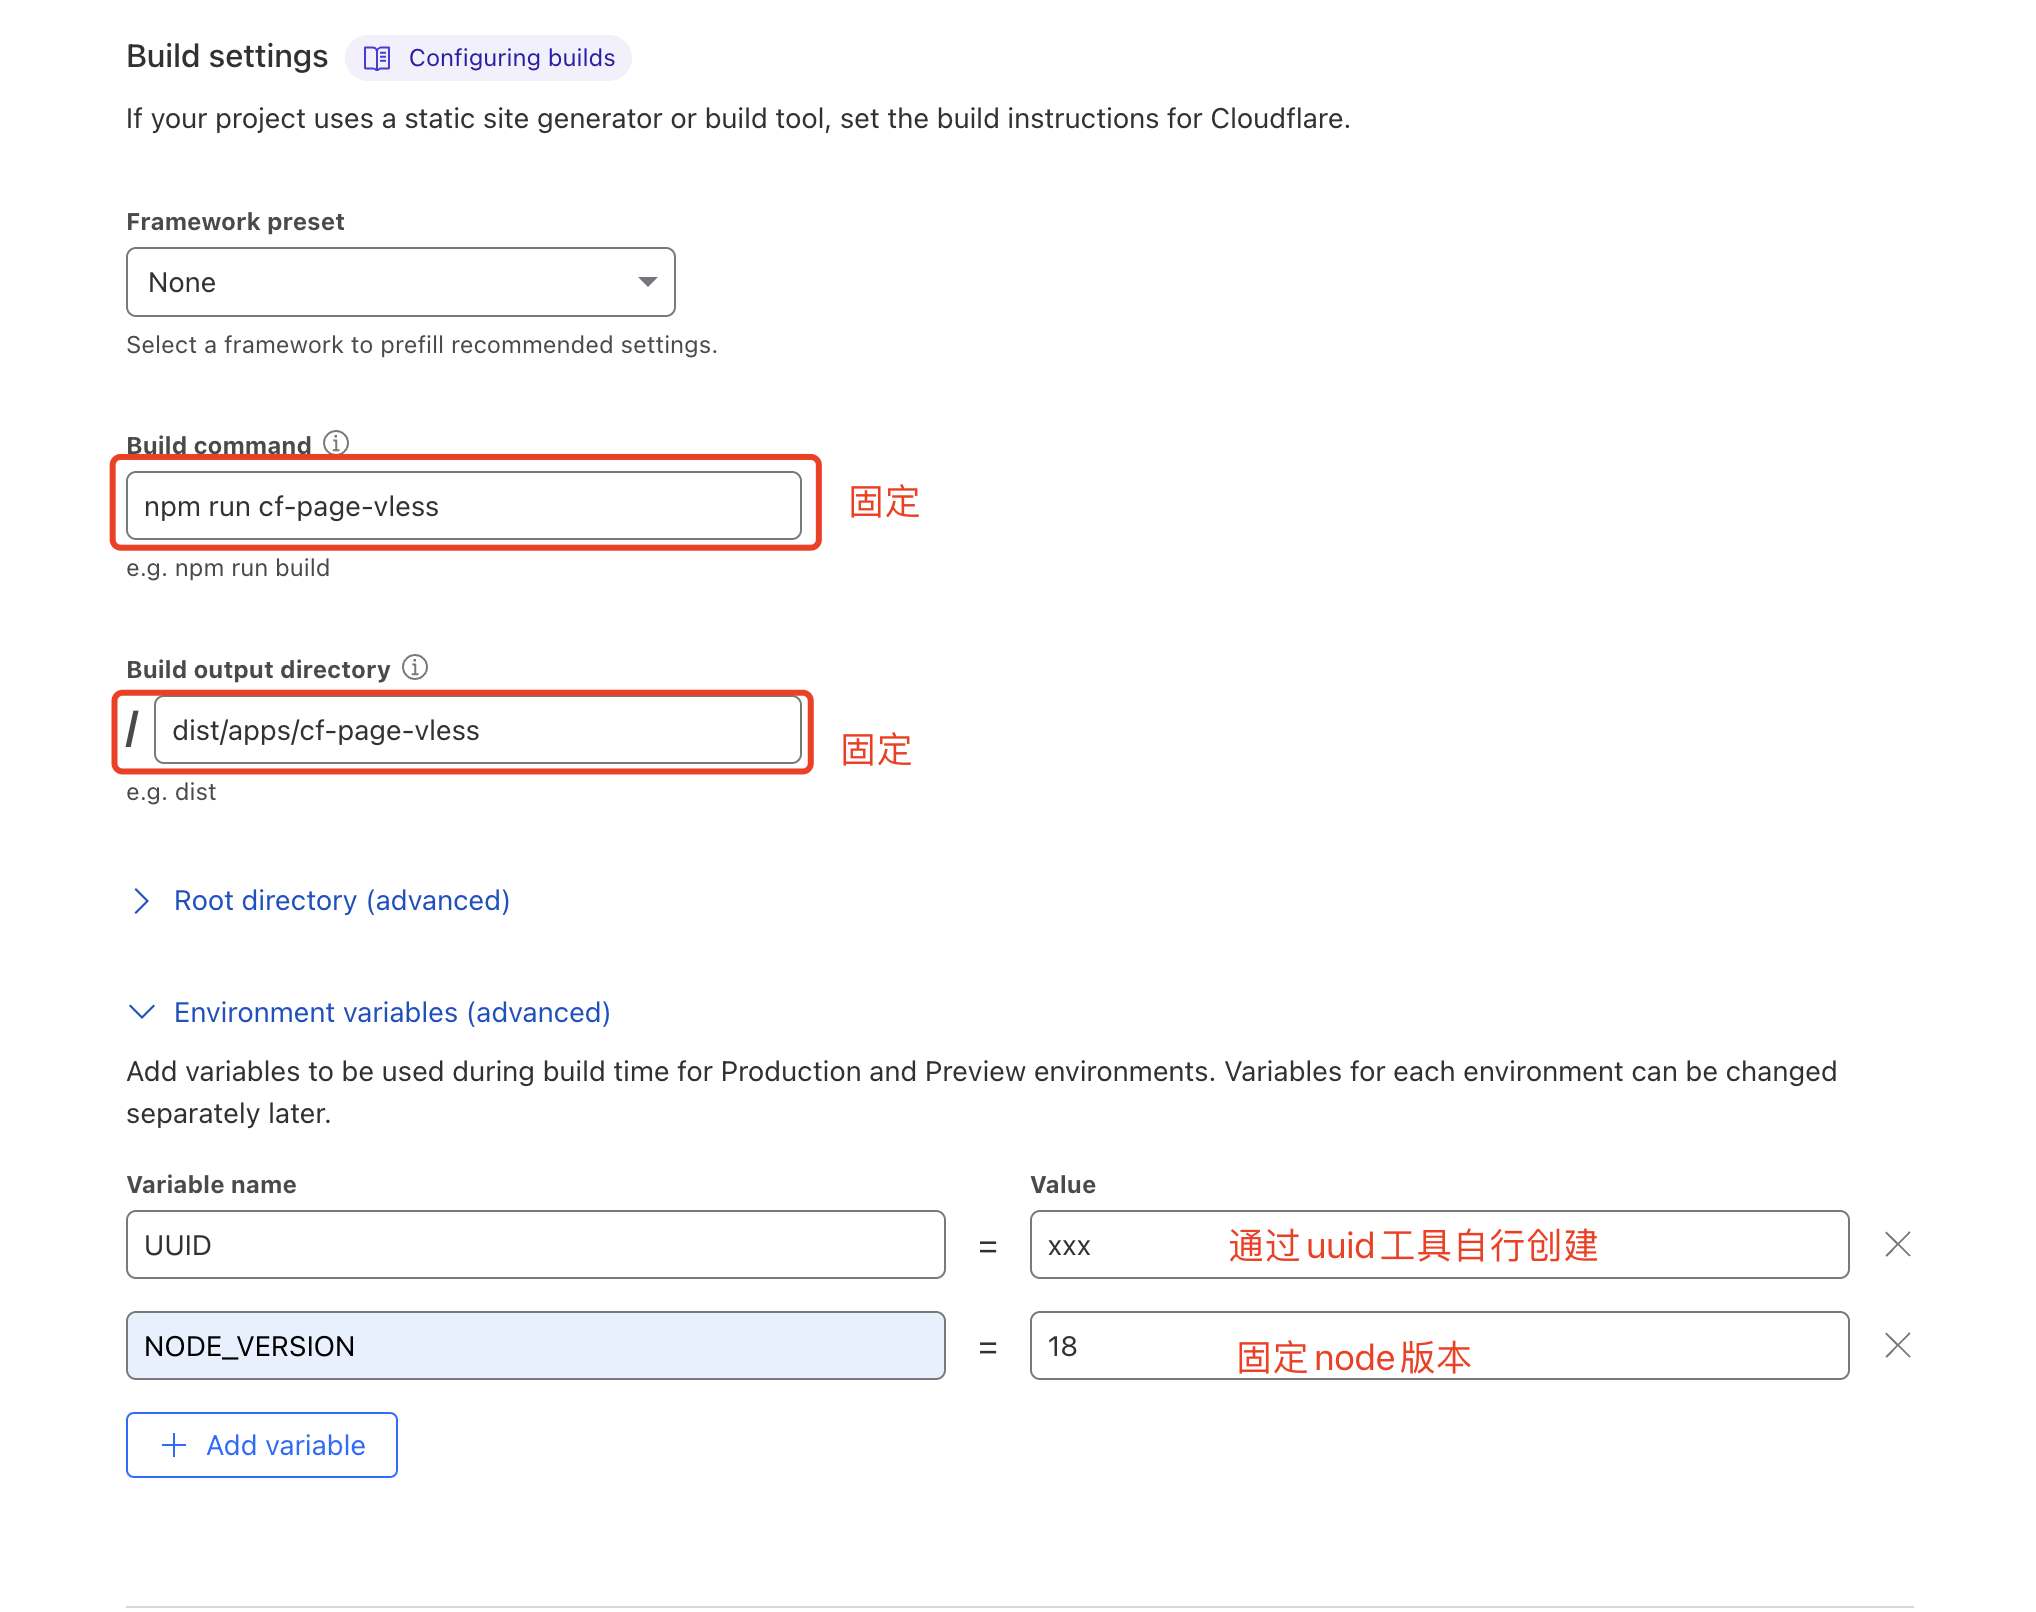 Build settings
Configuring builds
If your project uses a static site generator or build tool, set the build instructions for Cloudflare.
Framework preset
None
Select a framework to prefill recommended settings.
Build command
npm run cf-page-vless
固定
e.g. npm run build
Build output directory
/ dist/apps/cf-page-vless
固定
e.g. dist
Root directory (advanced)
Environment variables (advanced)
Add variables to be used during build time for Production and Preview environments. Variables for each environment can be changed
separately later.
Variable name Value
UUID = xxx 通过uuid工具自行创建
NODE_VERSION = 18 固定node版本
+ Add variable